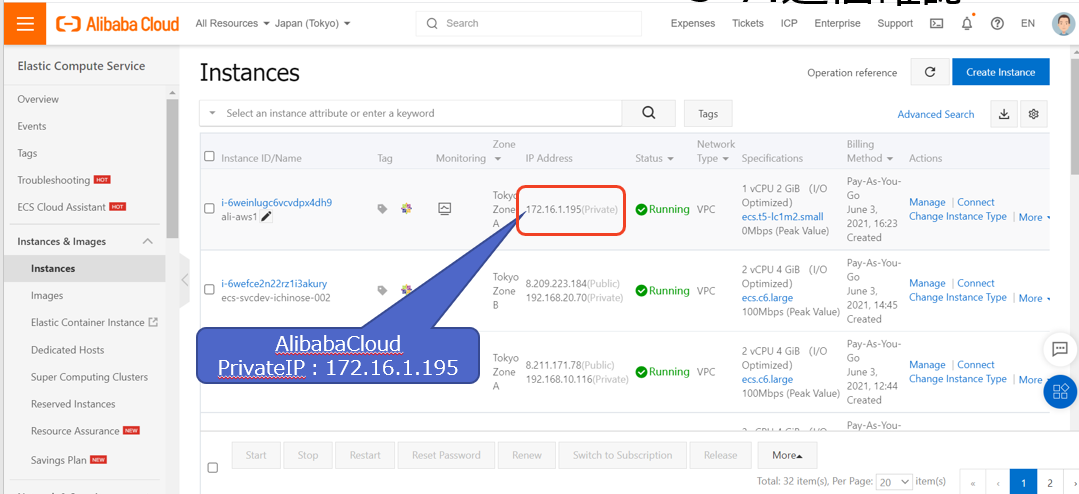 Alibaba Cloud
All Resources
Japan (Tokyo)
Search
Expenses
Tickets
ICP
Enterprise
Support
EN
Elastic Compute Service
Overview
Events
Tags
Troubleshooting HOT
ECS Cloud Assistant HOT
Instances & Images
Instances
Images
Elastic Container Instance
Dedicated Hosts
Super Computing Clusters
Reserved Instances
Resource Assurance NEW
Savings Plan NEW
Instances
Operation reference
Create Instance
Select an instance attribute or enter a keyword
Tags
Advanced Search
Instance ID/Name
Tag
Monitoring
Zone
IP Address
Status
Network
Type
Specifications
Billing
Method
Actions
i-6weinlugc6vcvdpx4dh9
ali-aws1
Tokyo
Zone
A
172.16.1.195(Private)
Running
VPC
1 vCPU 2 GiB (I/O
Optimized)
ecs.t5-lc1m2.small
0Mbps (Peak Value)
Pay-As-You-
Go
June 3,
2021, 16:23
Created
Manage | Connect
Change Instance Type | More
i-6wefce2n22rz1i3akury
ecs-svcdev-ichinose-002
Tokyo
Zone
B
8.209.223.184(Public)
192.168.20.70(Private)
Running
VPC
2 vCPU 4 GiB (I/O
Optimized)
ecs.c6.large
100Mbps (Peak Value)
Pay-As-You-
Go
June 3,
2021, 14:45
Created
Manage | Connect
Change Instance Type | More
AlibabaCloud
PrivateIP：172.16.1.195
Tokyo
Zone
A
8.211.171.78(Public)
192.168.10.116(Private)
Running
VPC
2 vCPU 4 GiB (I/O
Optimized)
ecs.c6.large
100Mbps (Peak Value)
Pay-As-You-
Go
June 3,
2021, 12:44
Created
Manage | Connect
Change Instance Type | More
2 vCPU 4 GiB (I/O
Pay-As-You-
Start
Stop
Restart
Reset Password
Renew
Switch to Subscription
Release
More
Total: 32 item(s), Per Page: 20 item(s)
« ‹ 1 2 ›